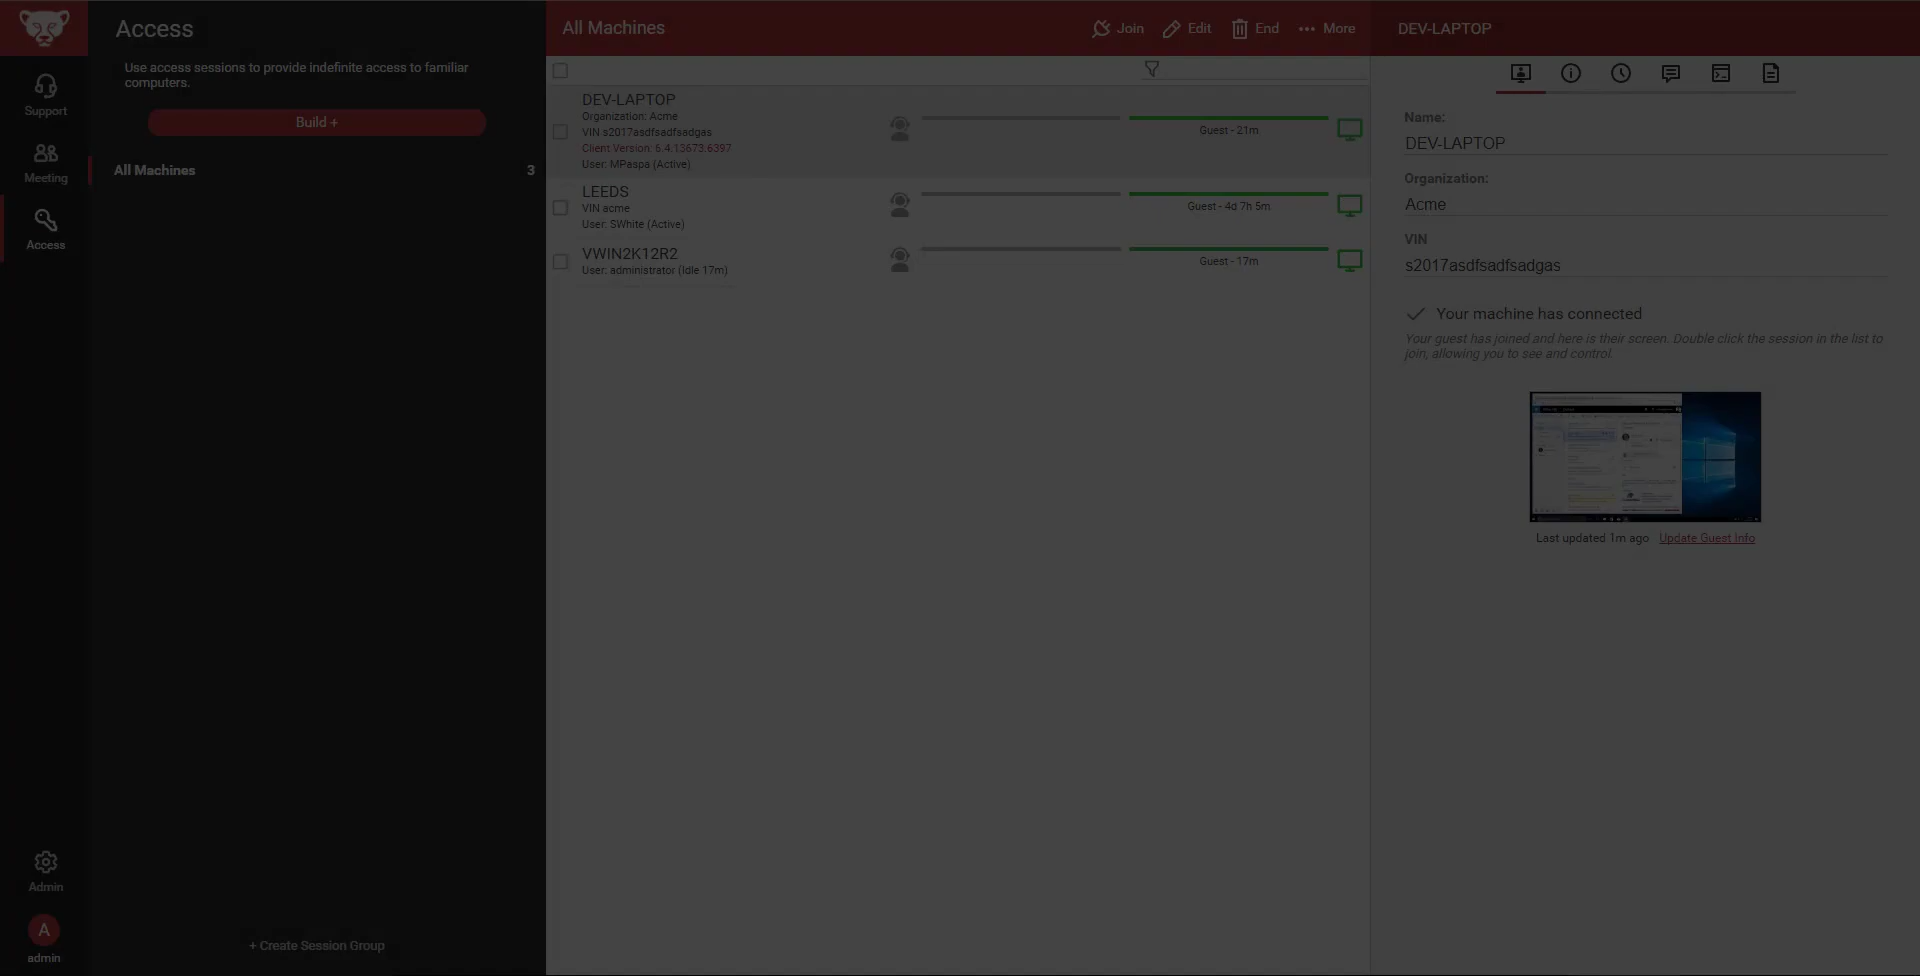 Access
Use access sessions to provide indefinite access to familiar
computers.
Build +
All Machines 3
Support
Meeting
Access
Admin
A
admin
+ Create Session Group
All Machines
Join
Edit
End
More
DEV-LAPTOP
Organization: Acme
VIN s2017asdfsadfsadgas
Client Version: 6.4.13673.6397
User: MPaspa (Active)
Guest - 21m
LEEDS
VIN acme
User: SWhite (Active)
Guest - 4d 7h 5m
VWIN2K12R2
User: administrator (Idle 17m)
Guest - 17m
DEV-LAPTOP
Name:
DEV-LAPTOP
Organization:
Acme
VIN
s2017asdfsadfsadgas
Your machine has connected
Your guest has joined and here is their screen. Double click the session in the list to
join, allowing you to see and control.
Last updated 1m ago Update Guest Info